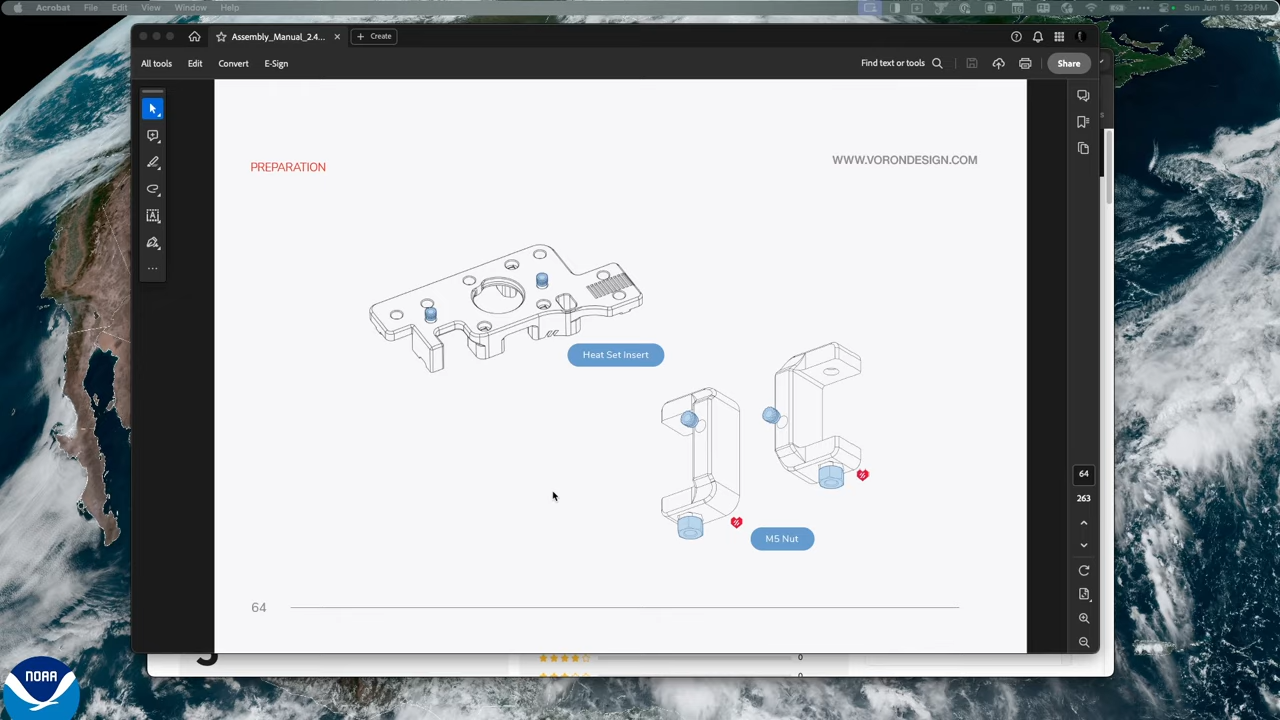 Acrobat File Edit View Window Help
Sun Jun 16 1:29 PM
Assembly_Manual_2.4...
Create
All tools Edit Convert E-Sign
Find text or tools
Share
PREPARATION
WWW.VORONDESIGN.COM
Heat Set Insert
M5 Nut
64
64
263
0
NOAA